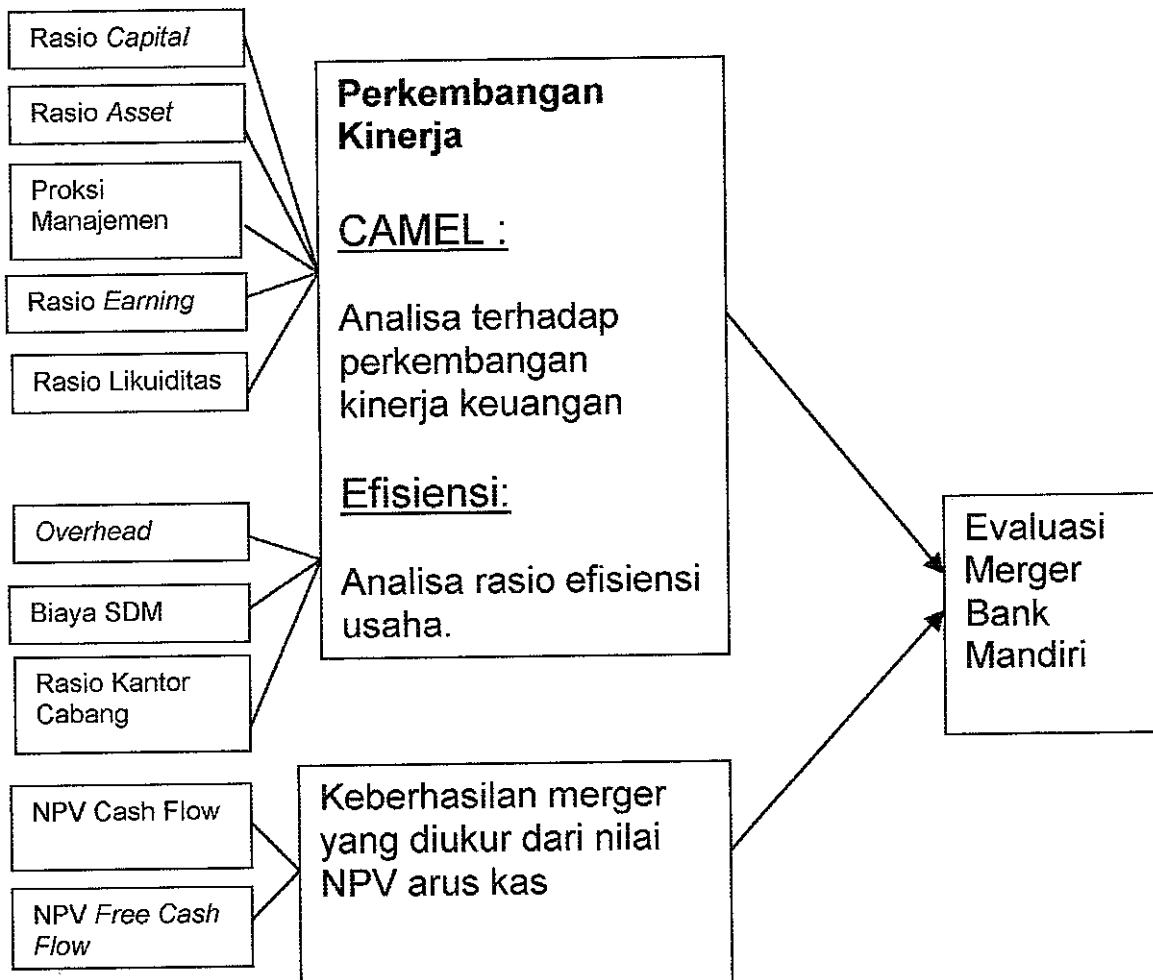 Rasio Capital
Rasio Asset
Proksi
Manajemen
Rasio Earning
Rasio Likuiditas
Overhead
Biaya SDM
Rasio Kantor
Cabang
NPV Cash Flow
NPV Free Cash
Flow
Perkembangan
Kinerja
CAMEL :
Analisa terhadap
perkembangan
kinerja keuangan
Efisiensi:
Analisa rasio efisiensi
usaha.
Keberhasilan merger
yang diukur dari nilai
NPV arus kas
Evaluasi
Merger
Bank
Mandiri